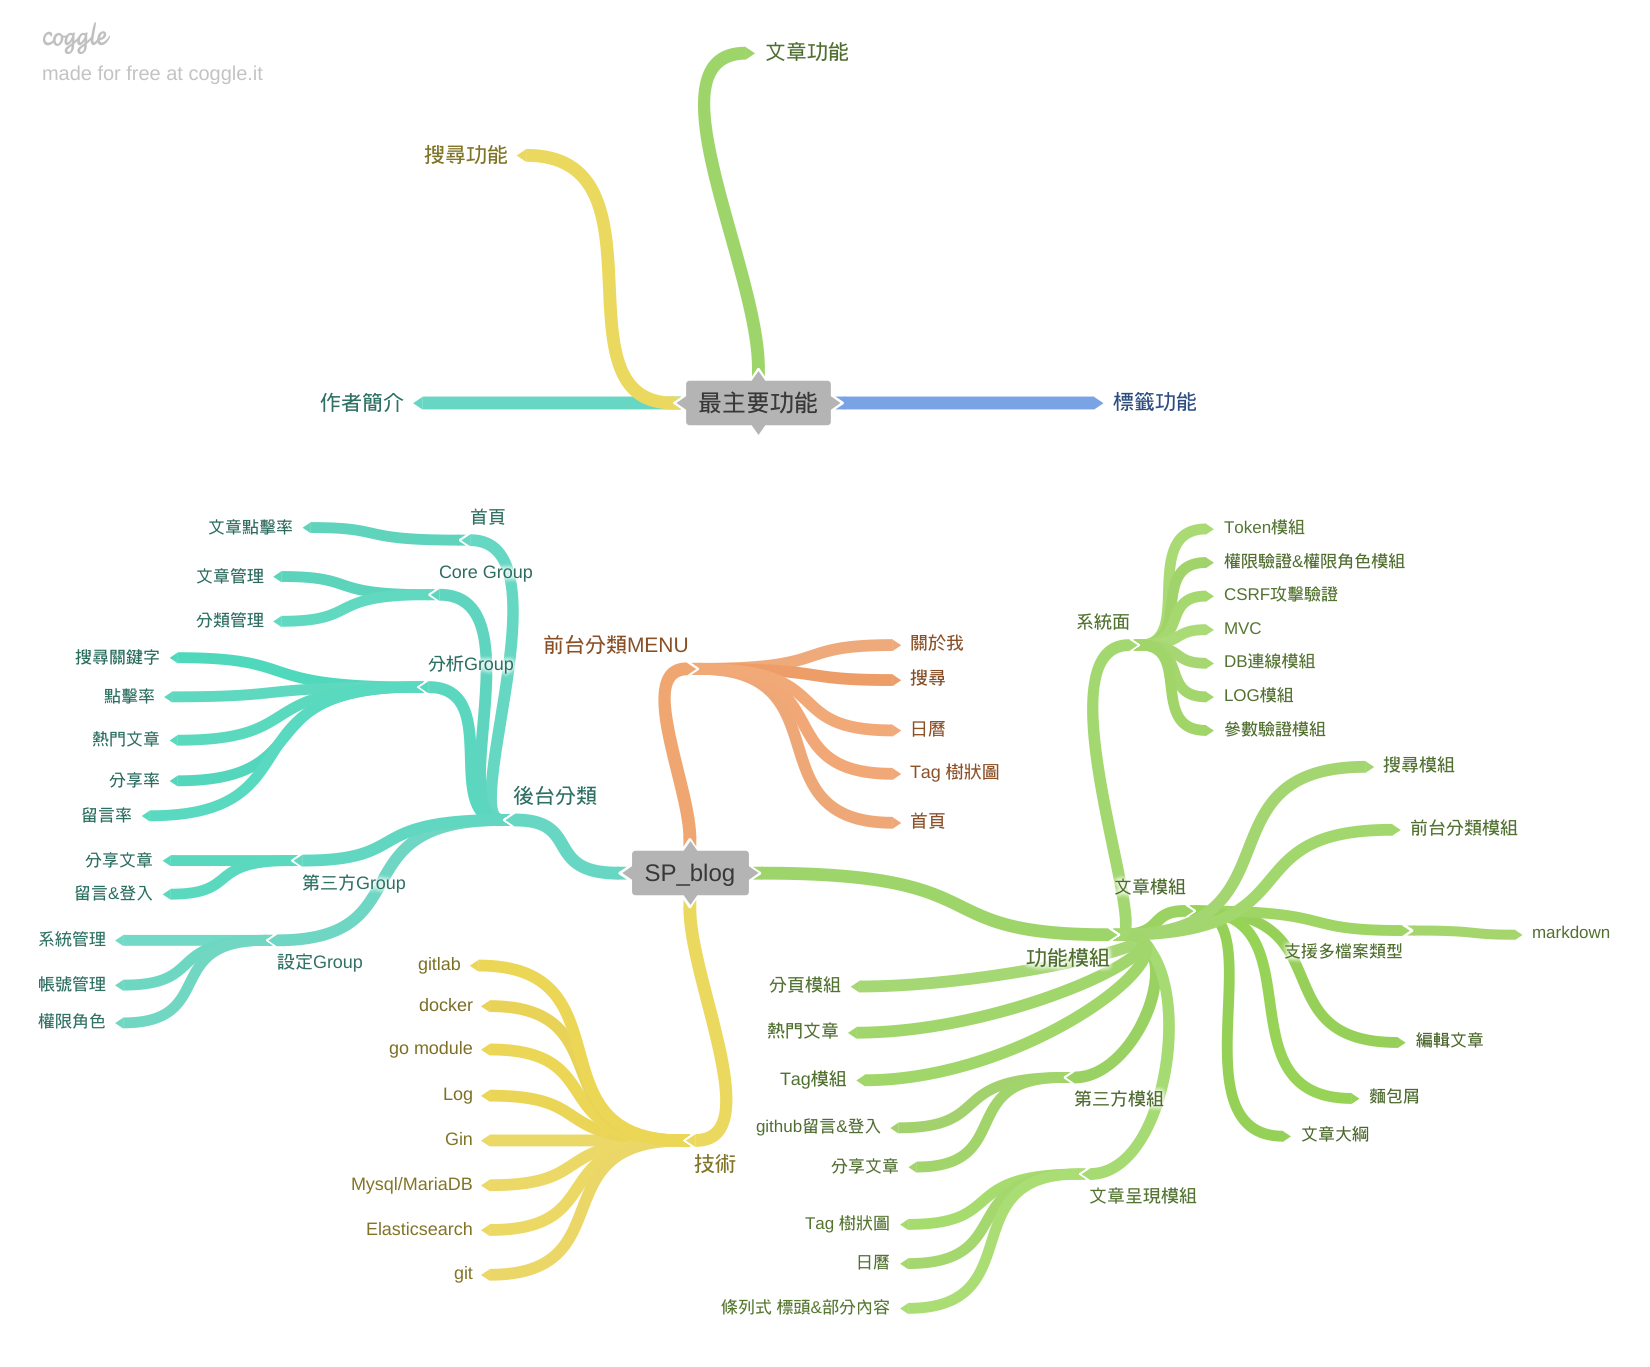 coggle
made for free at coggle.it
文章功能
搜尋功能
作者簡介
最主要功能
標籤功能
首頁
文章點擊率
Core Group
文章管理
分類管理
分析Group
搜尋關鍵字
點擊率
熱門文章
分享率
留言率
後台分類
分享文章
留言&登入
第三方Group
系統管理
帳號管理
權限角色
設定Group
前台分類MENU
關於我
搜尋
日曆
Tag 樹狀圖
首頁
SP_blog
gitlab
docker
go module
Log
Gin
Mysql/MariaDB
Elasticsearch
git
技術
系統面
Token模組
權限驗證&權限角色模組
CSRF攻擊驗證
MVC
DB連線模組
LOG模組
參數驗證模組
搜尋模組
前台分類模組
文章模組
支援多檔案類型
markdown
編輯文章
麵包屑
文章大綱
功能模組
分頁模組
熱門文章
Tag模組
第三方模組
github留言&登入
分享文章
文章呈現模組
Tag 樹狀圖
日曆
條列式 標頭&部分內容